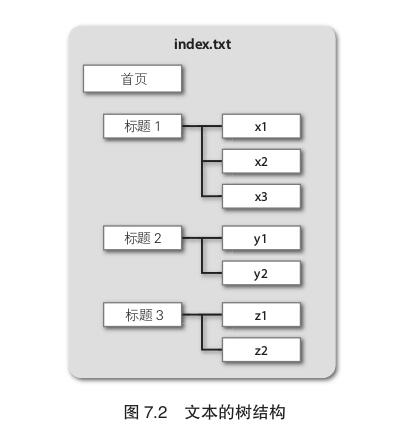 index.txt
首页
标题 1
x1
x2
x3
标题 2
y1
y2
标题 3
z1
z2
图 7.2 文本的树结构